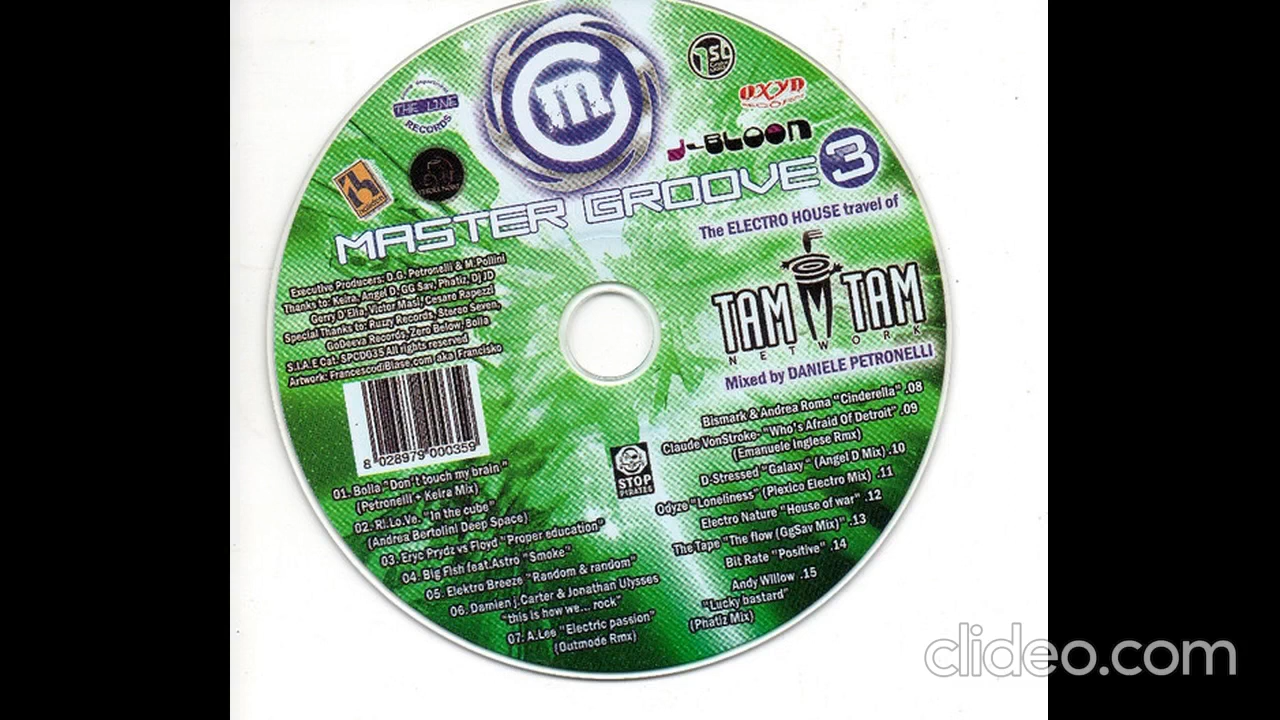 THE LINE
RECORDS
m
OXYD
J-BLOON
MASTER GROOVE 3
The ELECTRO HOUSE travel of
TAM TAM
NETWORK
Mixed by DANIELE PETRONELLI
Executive Producers: D.G. Petronelli & M.Pollini
Thanks to: Keira, Angel D, GG Sav, Phatiz, Dj JD
Gerry D'Elia, Victor Masi, Cesare Rapezzi
Special Thanks to: Ruzzy Records, Stereo Seven,
GoDeeva Records, Zero Below, Bolla
S.I.A.E Cat. SPCD035 All rights reserved
Artwork: FrancescodiBiase.com aka Francisko
8 028979 000359
STOP
PIRATES
01. Bolla "Don't touch my brain"
(Petronelli + Keira Mix)
02. Ri.Lo.Ve. "In the cube"
(Andrea Bertolini Deep Space)
03. Eryc Prydz vs Floyd "Proper education"
04. Big Fish feat.Astro "Smoke"
05. Elektro Breeze "Random & random"
06. Damien j.Carter & Jonathan Ulysses
"this is how we... rock"
07. A.Lee "Electric passion"
(Outmode Rmx)
Bismark & Andrea Roma "Cinderella" .08
Claude VonStroke- "Who's Afraid Of Detroit" .09
(Emanuele Inglese Rmx)
D-Stressed "Galaxy" (Angel D Mix) .10
Odyze "Loneliness" (Plexico Electro Mix) .11
Electro Nature "House of war" .12
The Tape "The flow (GgSav Mix)" .13
Bit Rate "Positive" .14
Andy Willow .15
"Lucky bastard"
(Phatiz Mix)
clideo.com